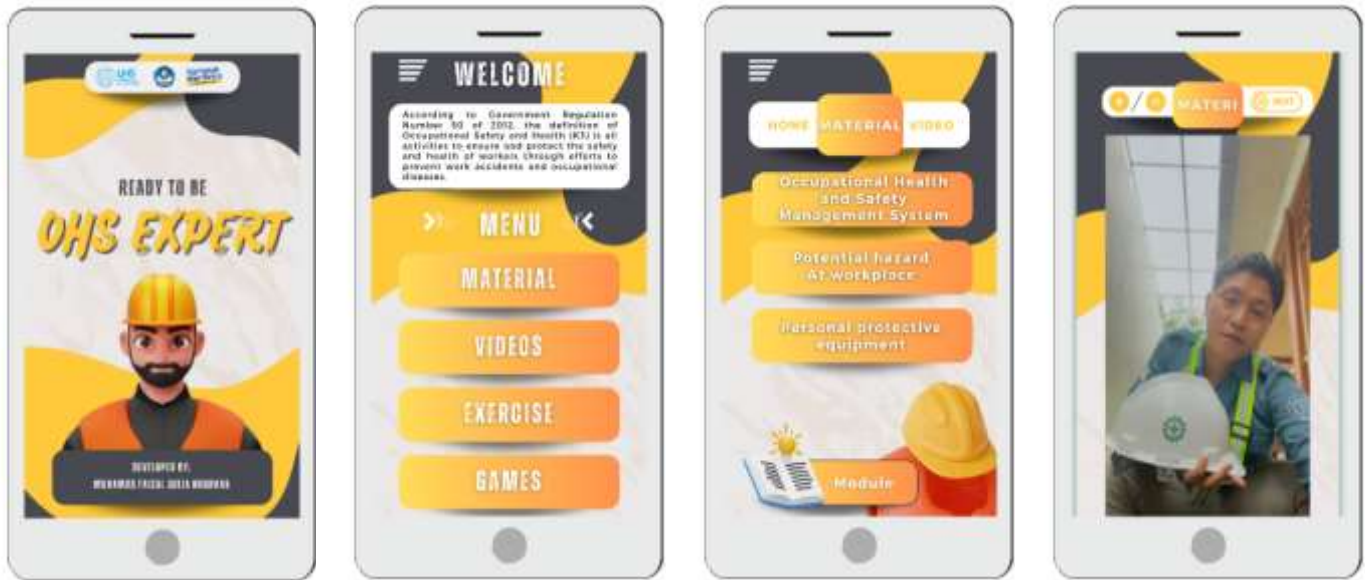 READY TO BE
OHS EXPERT
DEVELOPED BY:
WELCOME
According to Government Regulation
Number 50 of 2012, the definition of
Occupational Safety and Health (K3) is all
activities to ensure and protect the safety
and health of workers through efforts to
prevent work accidents and occupational
diseases.
MENU
MATERIAL
VIDEOS
EXERCISE
GAMES
HOME MATERIAL VIDEO
Occupational Health
and Safety
Management System
Potential hazard
At workplace
Personal protective
equipment
Module
MATERI